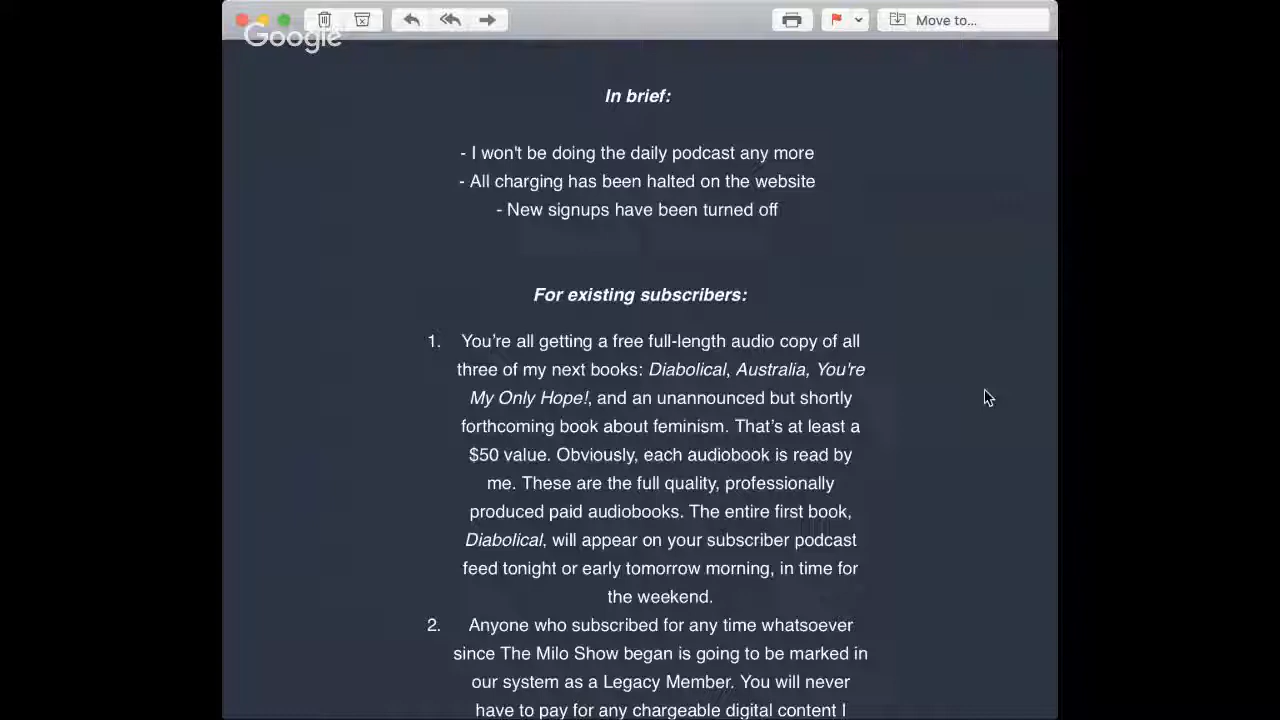 Move to...
Google
In brief:
- I won't be doing the daily podcast any more
- All charging has been halted on the website
- New signups have been turned off
For existing subscribers:
1. You're all getting a free full-length audio copy of all
three of my next books: Diabolical, Australia, You're
My Only Hope!, and an unannounced but shortly
forthcoming book about feminism. That's at least a
$50 value. Obviously, each audiobook is read by
me. These are the full quality, professionally
produced paid audiobooks. The entire first book,
Diabolical, will appear on your subscriber podcast
feed tonight or early tomorrow morning, in time for
the weekend.
2. Anyone who subscribed for any time whatsoever
since The Milo Show began is going to be marked in
our system as a Legacy Member. You will never
have to pay for any chargeable digital content I